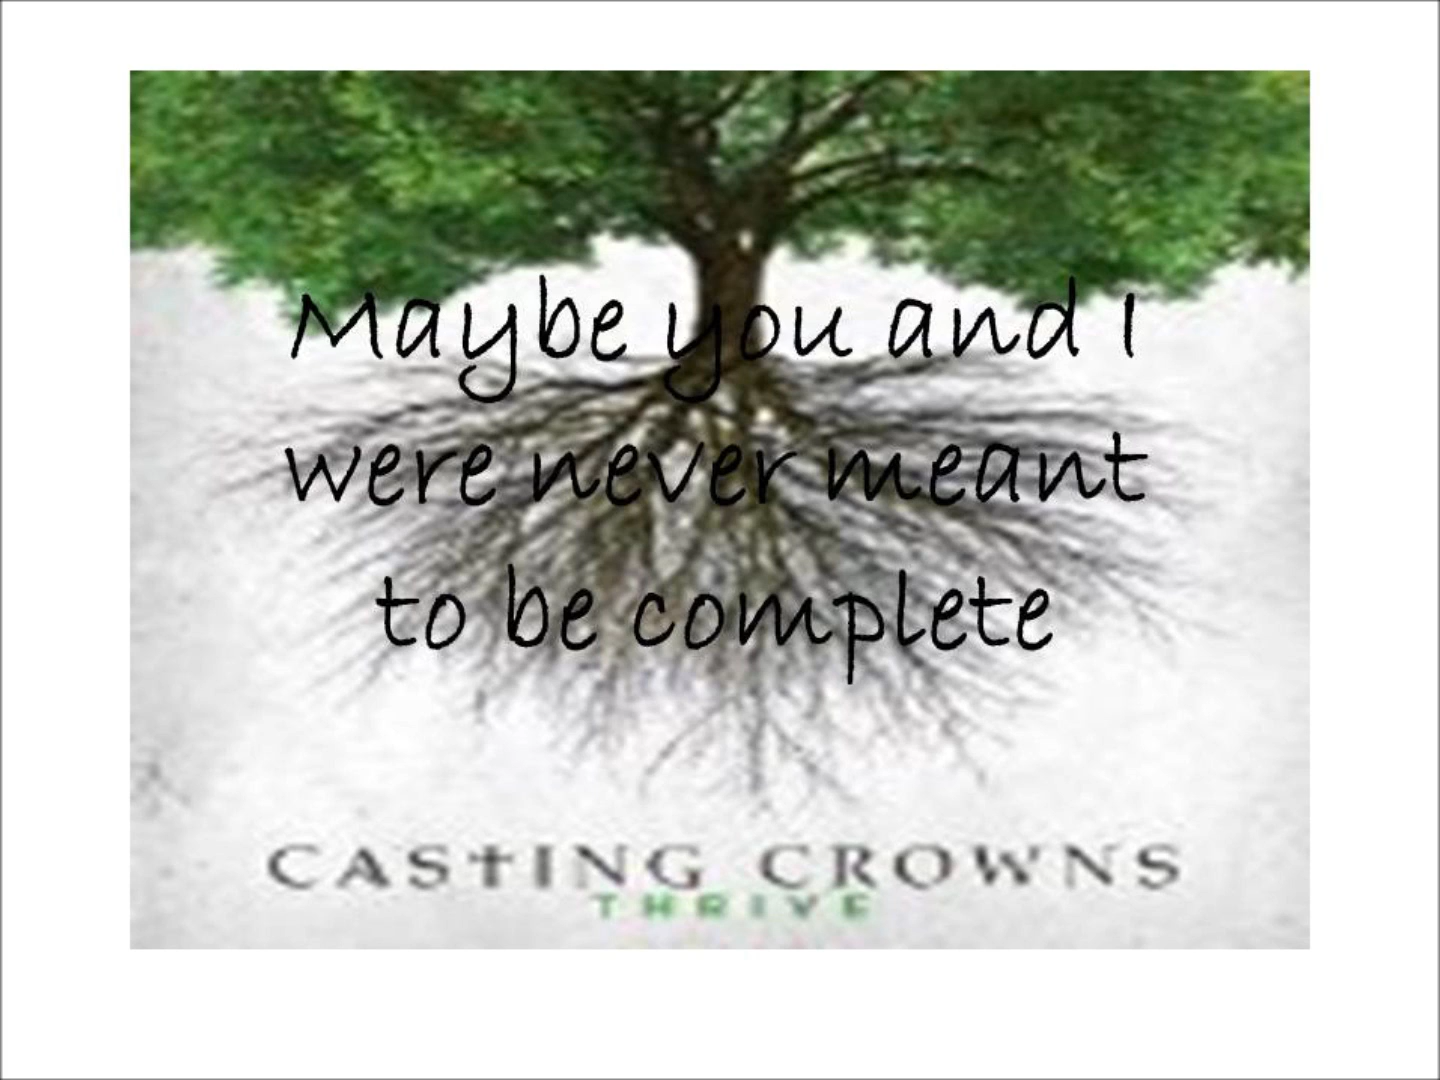 Maybe you and I
were never meant
to be complete
CASTING CROWNS
THRIVE